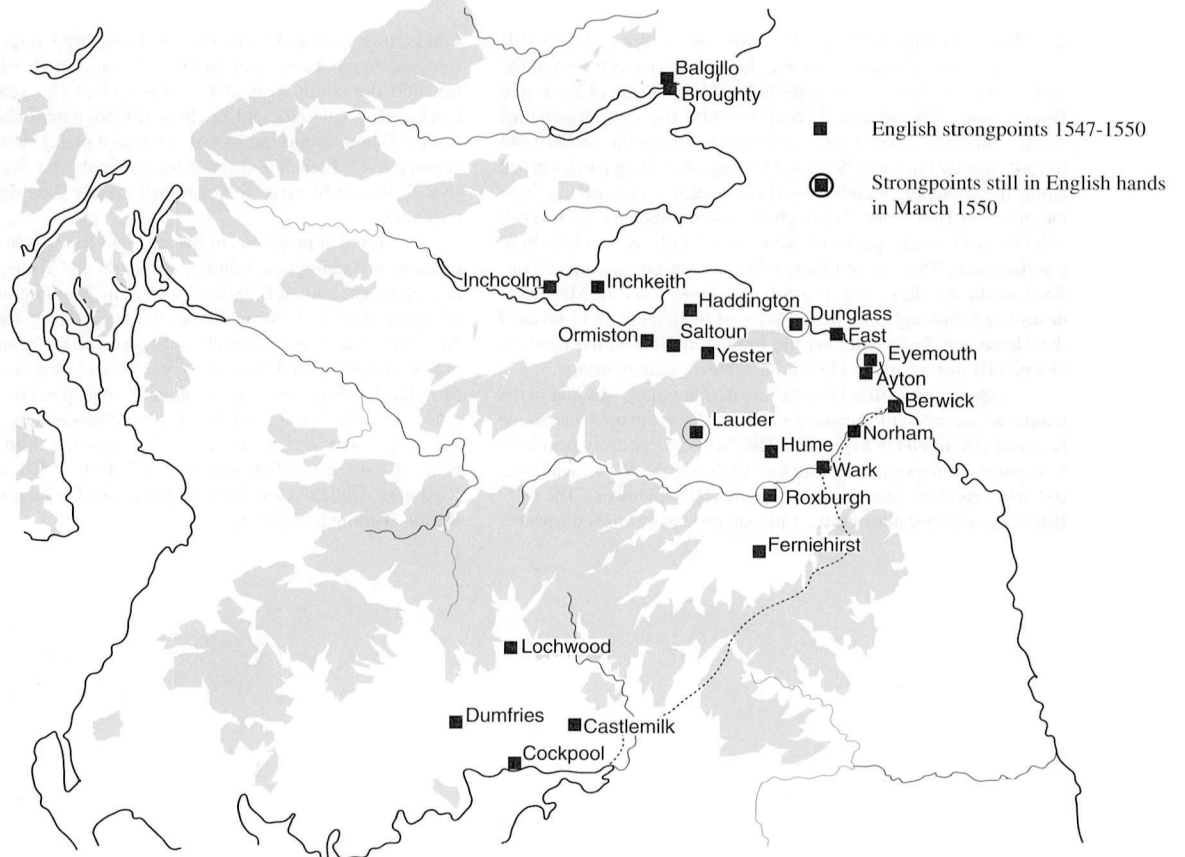 Balgillo
Broughty
English strongpoints 1547-1550
Strongpoints still in English hands
in March 1550
Inchcolm
Inchkeith
Haddington
Dunglass
Ormiston
Saltoun
Fast
Yester
Eyemouth
Ayton
Berwick
Lauder
Norham
Hume
Wark
Roxburgh
Ferniehirst
Lochwood
Dumfries
Castlemilk
Cockpool